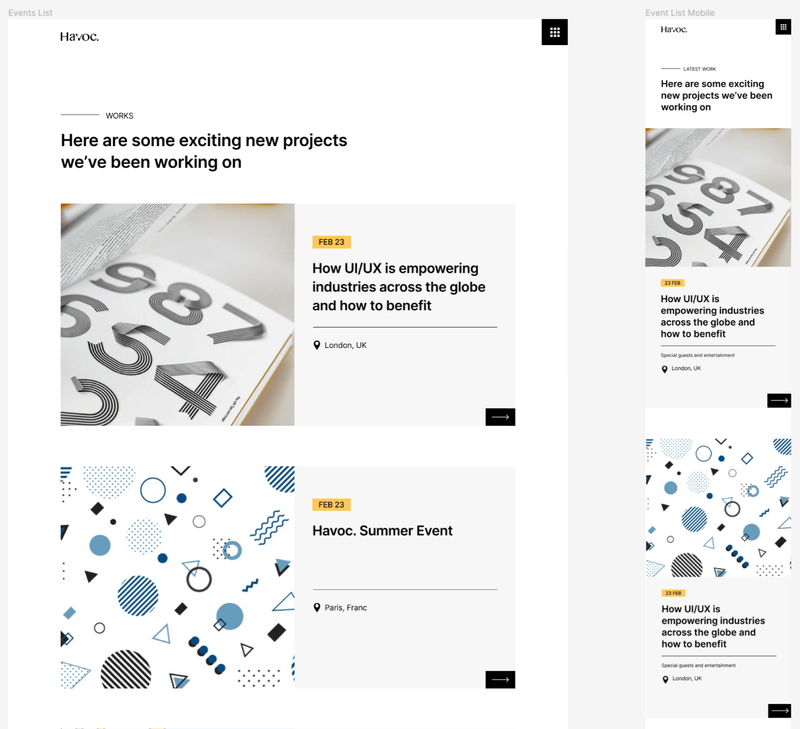 Events List
Havoc.
WORKS
Here are some exciting new projects
we've been working on
FEB 23
How UI/UX is empowering
industries across the globe
and how to benefit
London, UK
FEB 23
Havoc. Summer Event
Paris, Franc
Event List Mobile
Havoc.
LATEST WORK
Here are some exciting
new projects we've been
working on
23 FEB
How UI/UX is
empowering industries
across the globe and
how to benefit
Special guests and entertainment
London, UK
23 FEB
How UI/UX is
empowering industries
across the globe and
how to benefit
Special guests and entertainment
London, UK